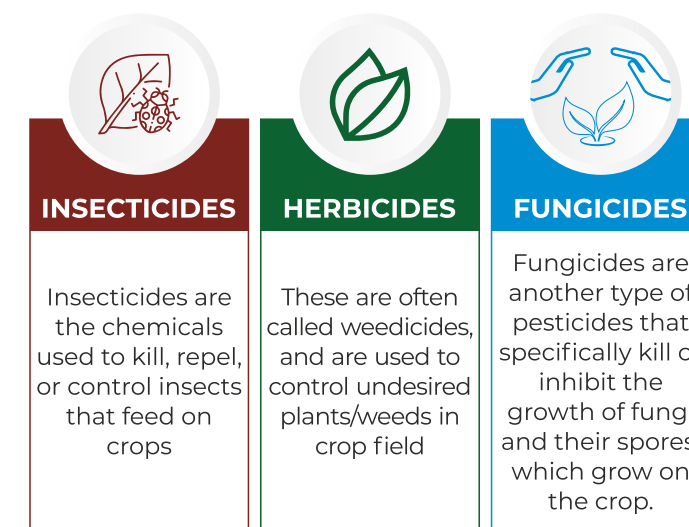 INSECTICIDES
Insecticides are
the chemicals
used to kill, repel,
or control insects
that feed on
crops
HERBICIDES
These are often
called weedicides,
and are used to
control undesired
plants/weeds in
crop field
FUNGICIDES
Fungicides are
another type of
pesticides that
specifically kill
inhibit the
growth of
and their spores
which grow on
the crop.